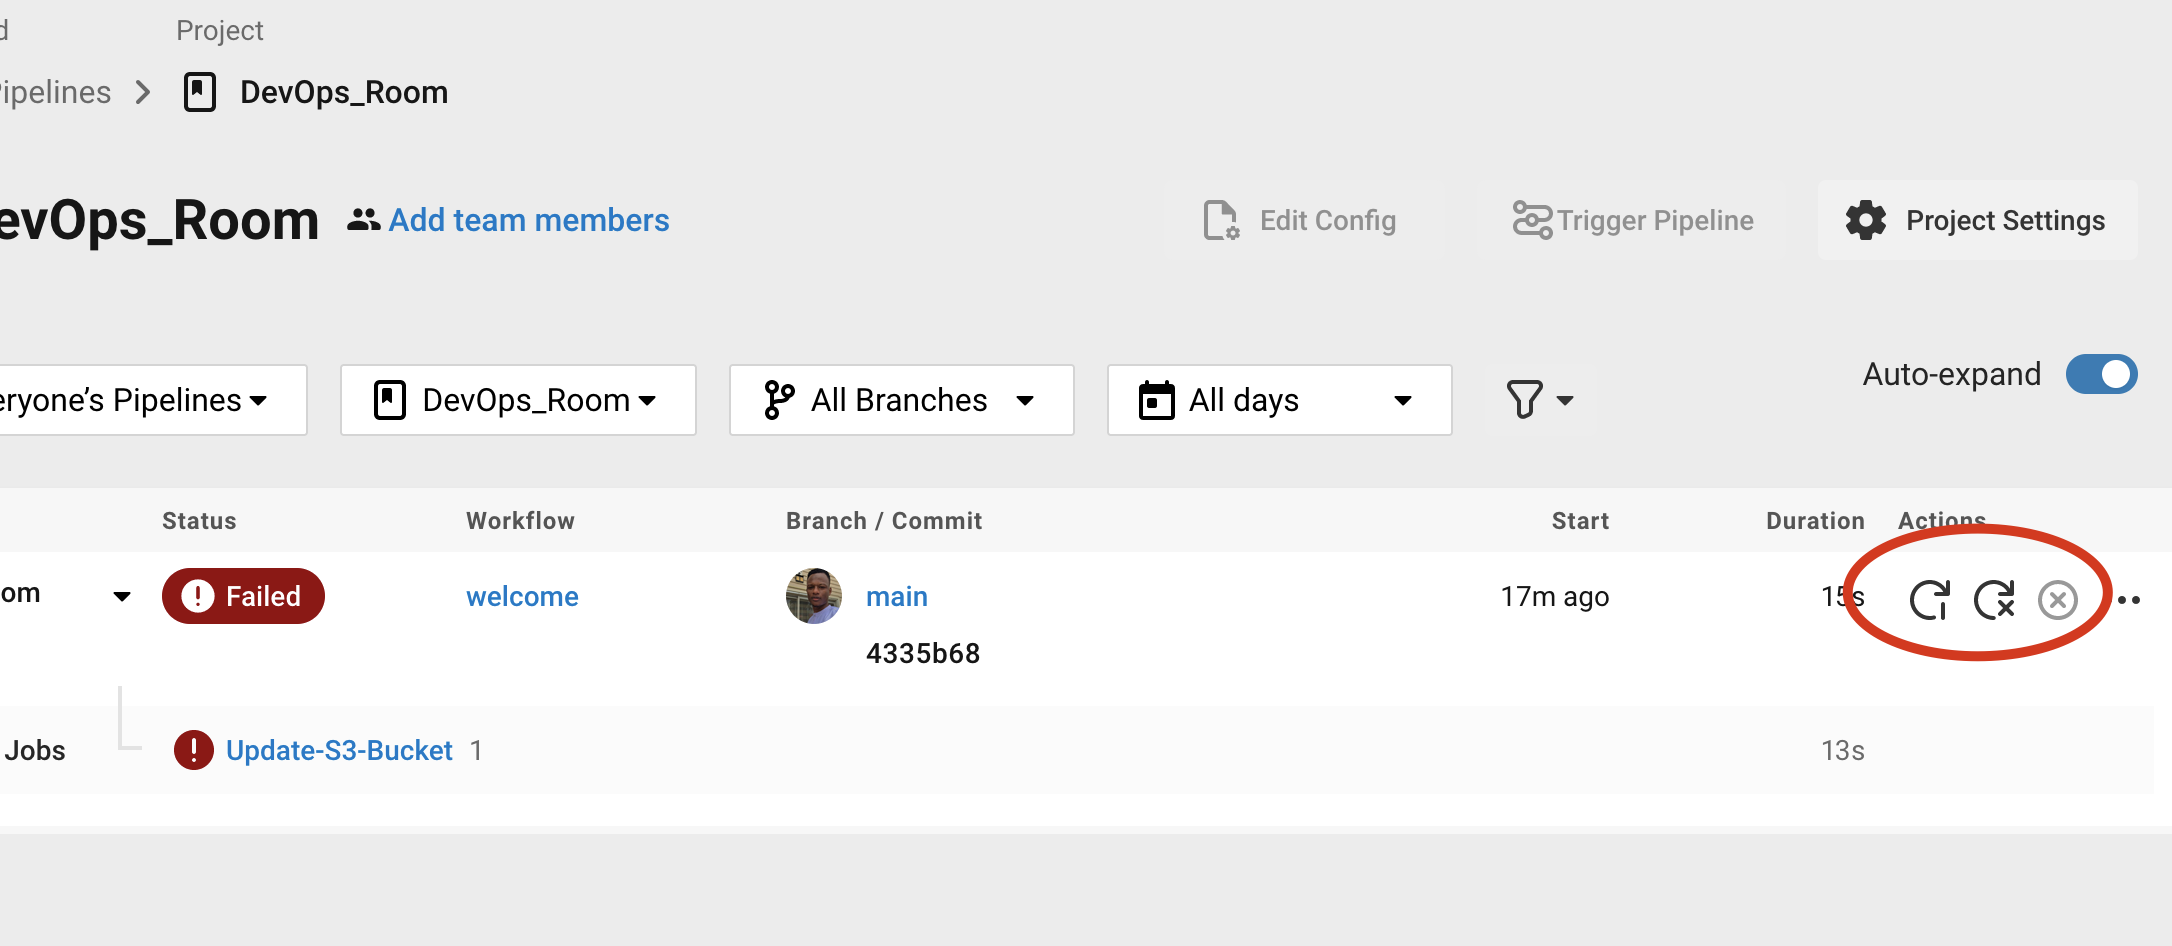 d Project
ipelines DevOps_Room
evOps_Room Add team members Edit Config Trigger Pipeline Project Settings
eryone's Pipelines DevOps_Room All Branches All days Auto-expand
Status Workflow Branch / Commit Start Duration Actions
om Failed welcome main 17m ago 15s
4335b68
Jobs Update-S3-Bucket 1 13s